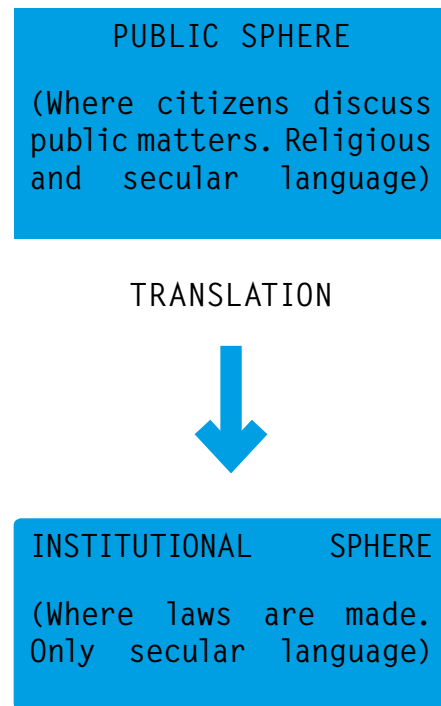 PUBLIC SPHERE
(Where citizens discuss
public matters. Religious
and secular language)
TRANSLATION
INSTITUTIONAL SPHERE
(Where laws are made.
Only secular language)